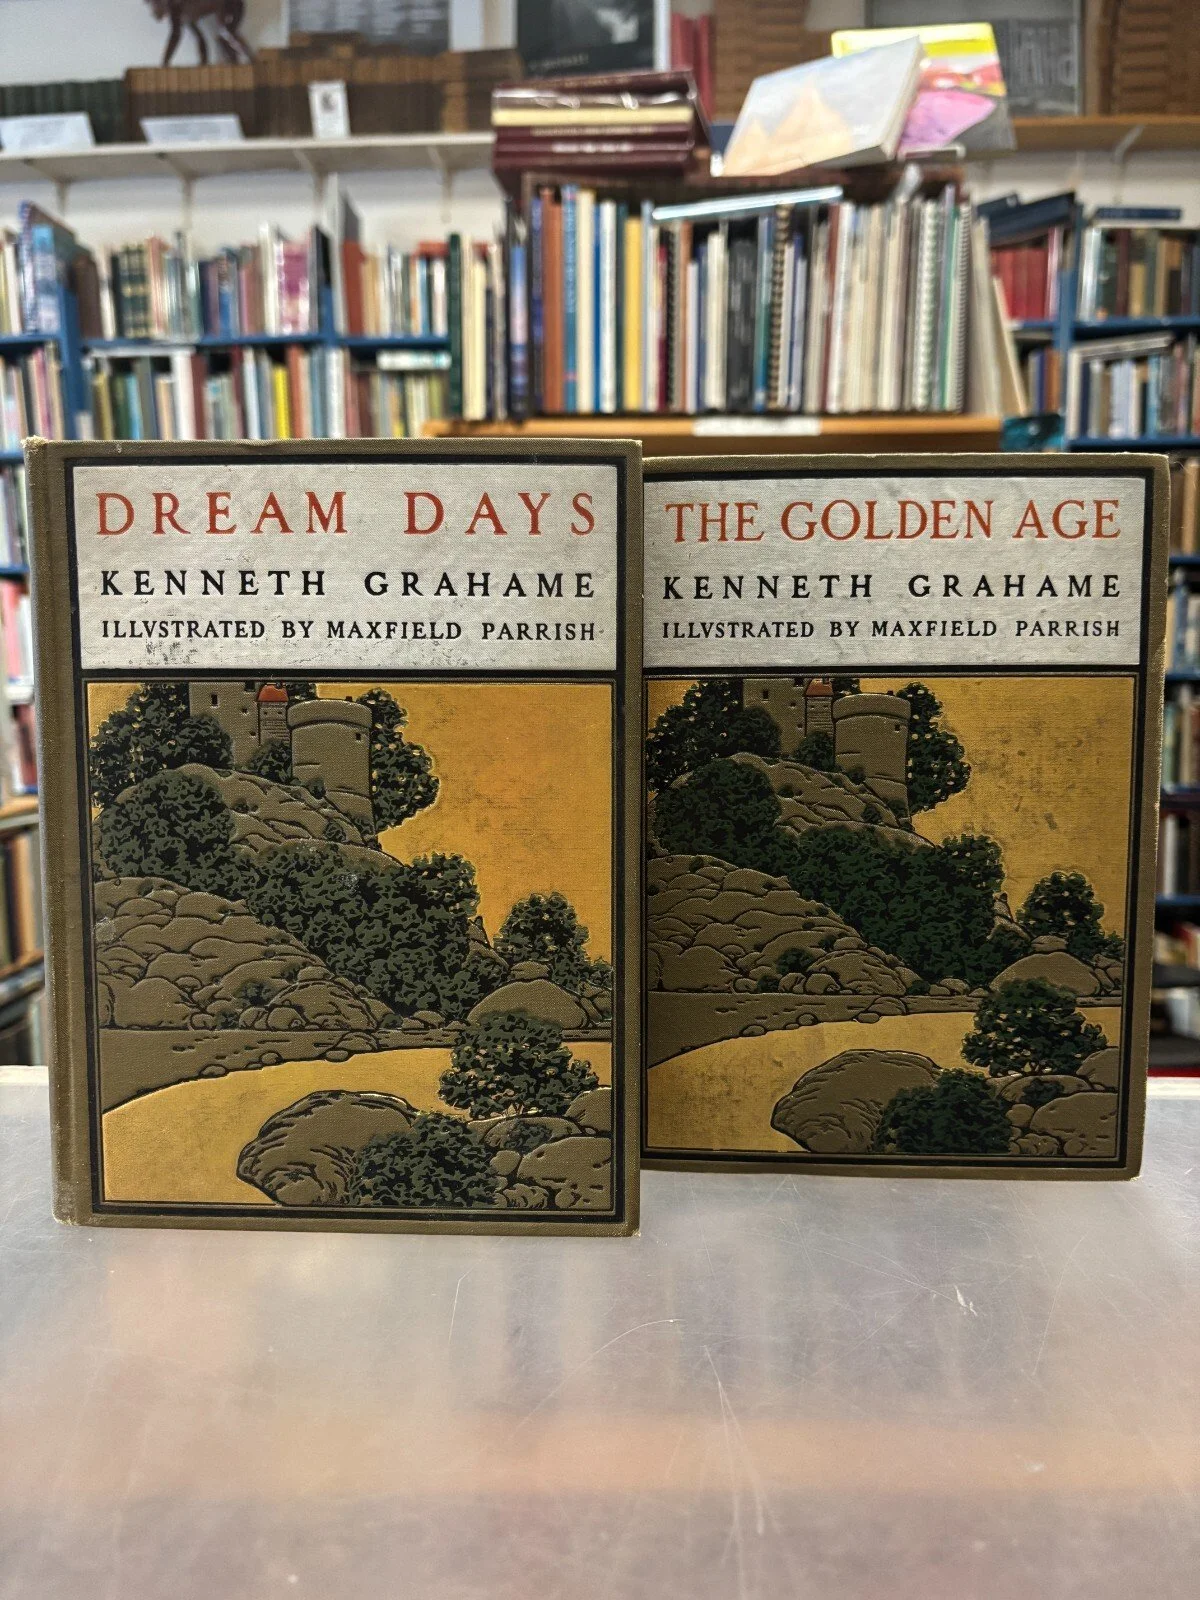 DREAM DAYS
KENNETH GRAHAME
ILLVSTRATED BY MAXFIELD PARRISH
THE GOLDEN AGE
KENNETH GRAHAME
ILLVSTRATED BY MAXFIELD PARRISH